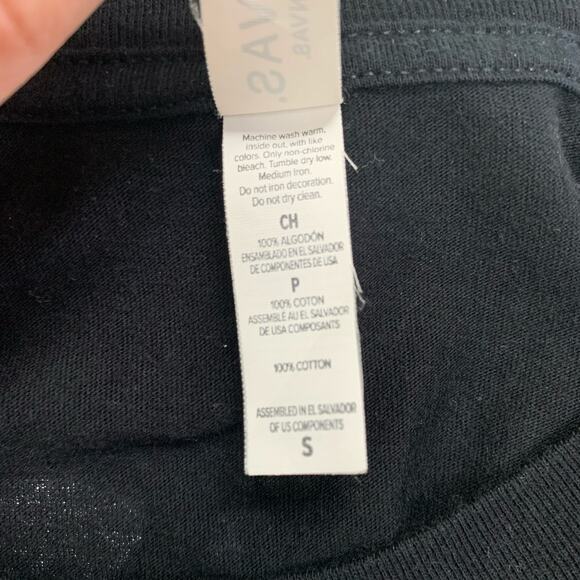 Machine wash warm,
inside out, with like
colors. Only non-chlorine
bleach. Tumble dry low.
Medium Iron.
Do not iron decoration.
Do not dry clean.
CH
100% ALGODÓN
ENSAMBLADO EN EL SALVADOR
DE COMPONENTES DE USA
P
100% COTON
ASSEMBLÉ AU EL SALVADOR
DE USA COMPOSANTS
100% COTTON
ASSEMBLED IN EL SALVADOR
OF US COMPONENTS
S